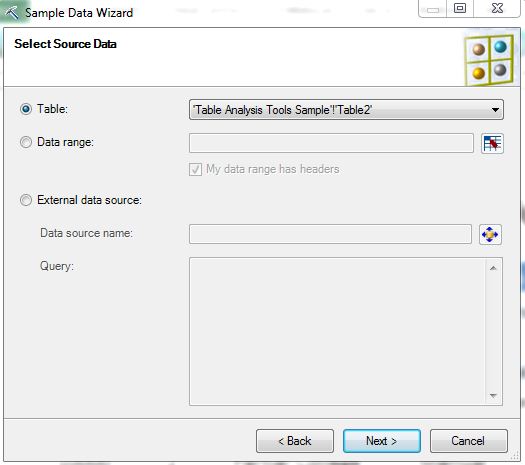 Sample Data Wizard
Select Source Data
Table:
'Table Analysis Tools Sample'!'Table2'
Data range:
My data range has headers
External data source:
Data source name:
Query:
< Back
Next >
Cancel